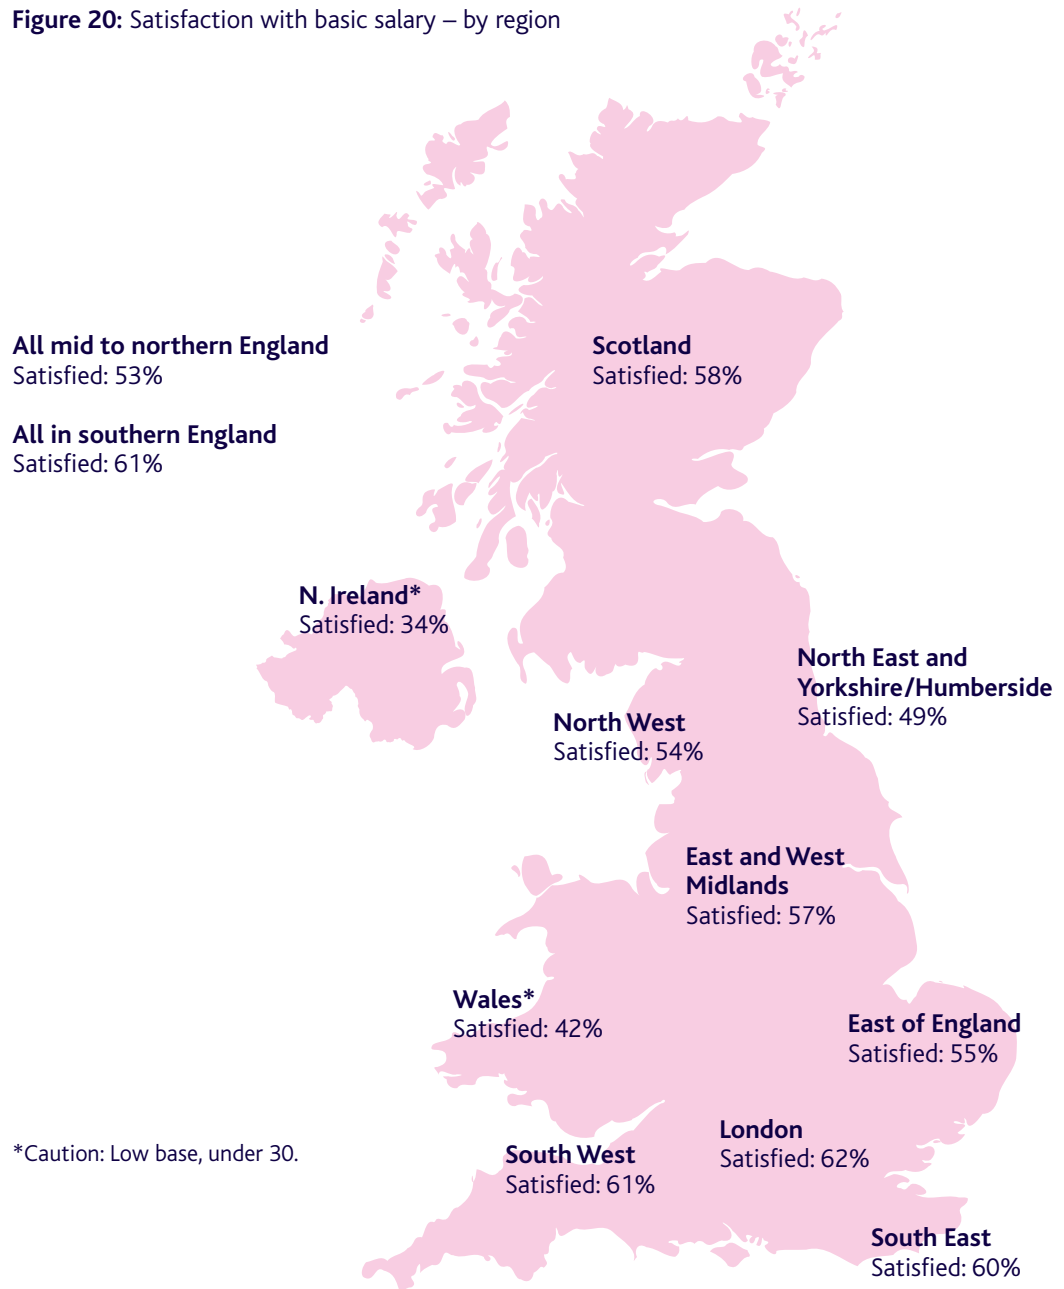 Figure 20: Satisfaction with basic salary – by region
All mid to northern England
Satisfied: 53%
All in southern England
Satisfied: 61%
Scotland
Satisfied: 58%
N. Ireland*
Satisfied: 34%
North East and
Yorkshire/Humberside
Satisfied: 49%
North West
Satisfied: 54%
East and West
Midlands
Satisfied: 57%
Wales*
Satisfied: 42%
East of England
Satisfied: 55%
London
Satisfied: 62%
*Caution: Low base, under 30.
South West
Satisfied: 61%
South East
Satisfied: 60%